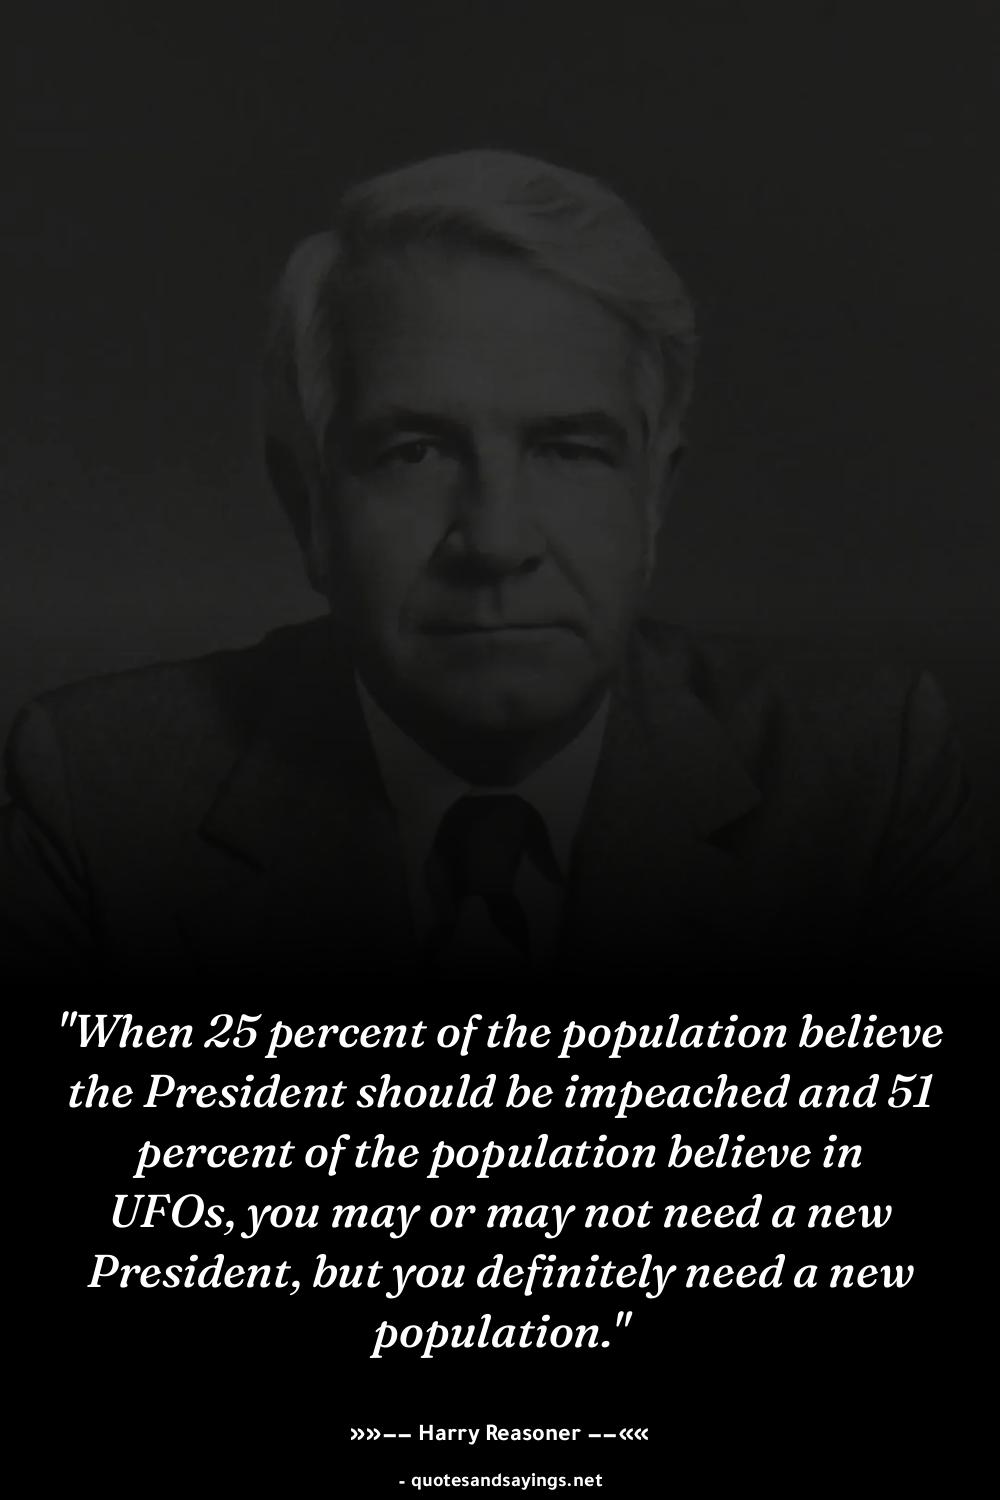 "When 25 percent of the population believe
the President should be impeached and 51
percent of the population believe in
UFOs, you may or may not need a new
President, but you definitely need a new
population."
»»−− Harry Reasoner −−««
- quotesandsayings.net